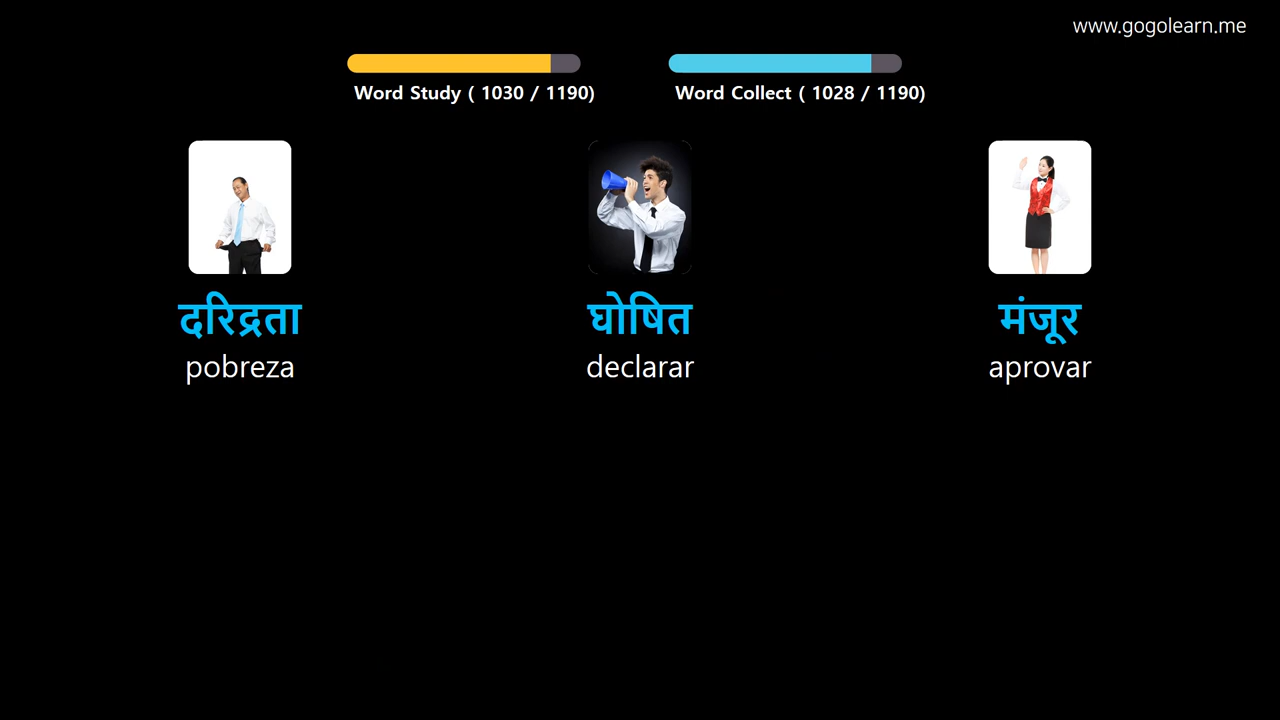 www.gogolearn.me
Word Study ( 1030 / 1190)
Word Collect ( 1028 / 1190)
दरिद्रता
घोषित
मंजूर
pobreza
declarar
aprovar